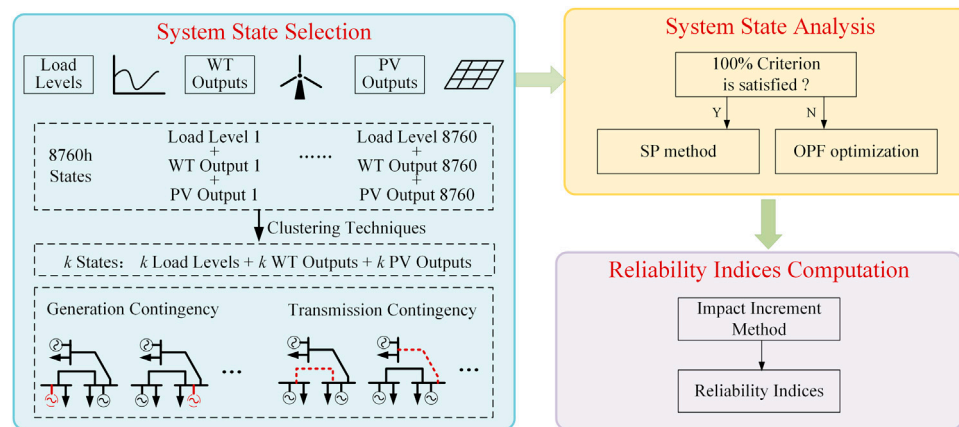 System State Selection
Load
Levels
WT
Outputs
PV
Outputs
8760h
States
Load Level 1
+
WT Output 1
+
PV Output 1
……
Load Level 8760
+
WT Output 8760
+
PV Output 8760
Clustering Techniques
k States: k Load Levels + k WT Outputs + k PV Outputs
Generation Contingency
...
Transmission Contingency
...
System State Analysis
100% Criterion
is satisfied ?
Y
N
SP method
OPF optimization
Reliability Indices Computation
Impact Increment
Method
Reliability Indices